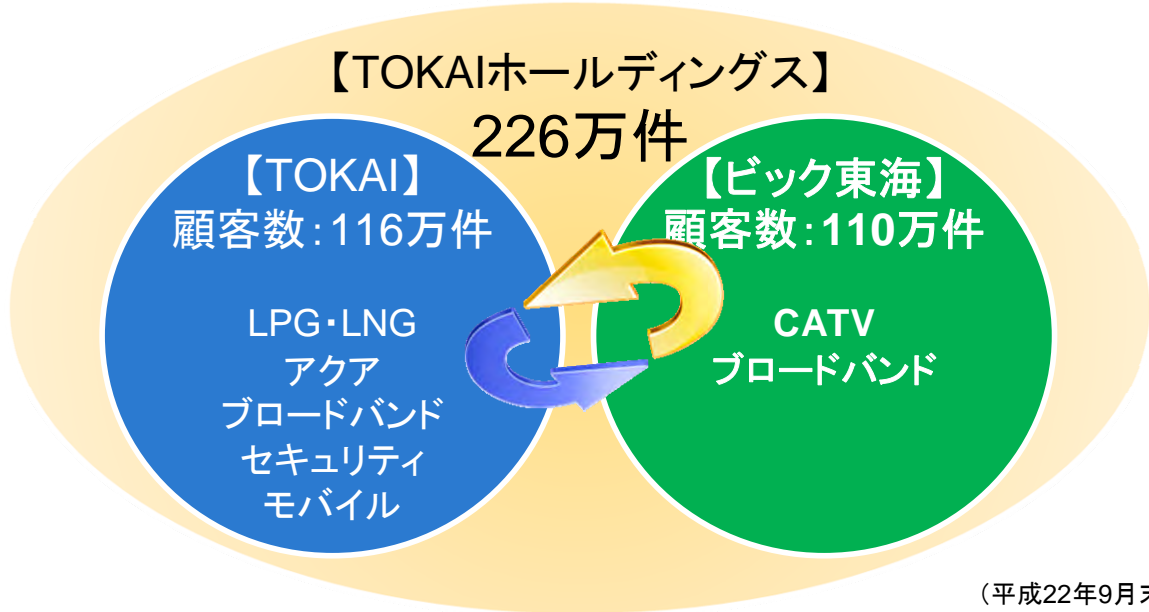 【TOKAIホールディングス】
226万件
【TOKAI】
顧客数：116万件
LPG・LNG
アクア
ブロードバンド
セキュリティ
モバイル
【ビック東海】
顧客数：110万件
CATV
ブロードバンド
（平成22年9月末